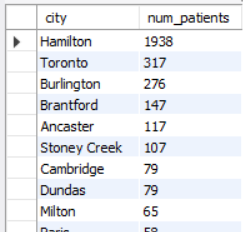 city num_patients
Hamilton 1938
Toronto 317
Burlington 276
Brantford 147
Ancaster 117
Stoney Creek 107
Cambridge 79
Dundas 79
Milton 65
Paris 58